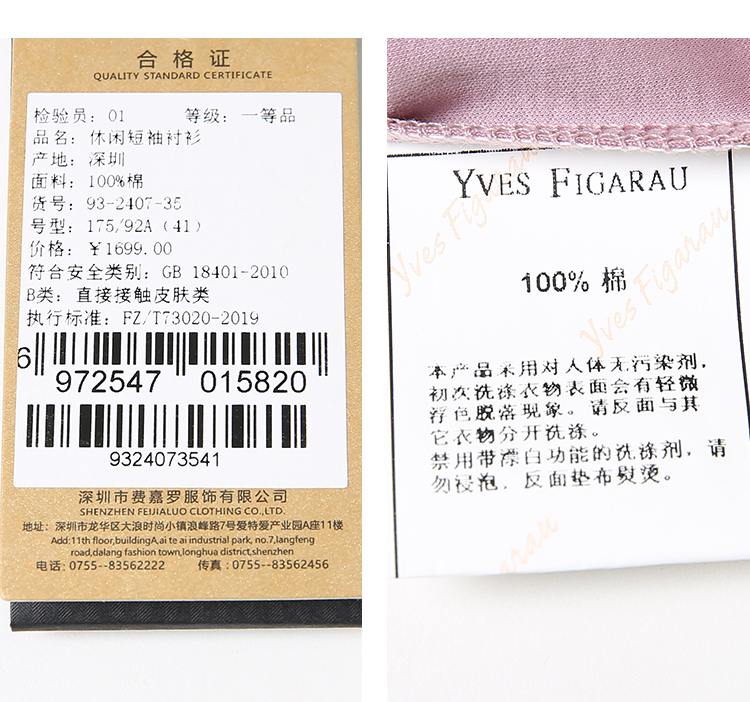 合格证
QUALITY STANDARD CERTIFICATE
检验员: 01 等级: 一等品
品名: 休闲短袖衬衫
产地: 深圳
面料: 100%棉
货号: 93-2407-35
号型: 175/92A (41)
价格: ￥1699.00
符合安全类别: GB 18401-2010
B类: 直接接触皮肤类
执行标准: FZ/T73020-2019
6 972547 015820
9324073541
深圳市费嘉罗服饰有限公司
SHENZHEN FEIJIALUO CLOTHING CO.,LTD
地址: 深圳市龙华区大浪时尚小镇浪峰路7号爱特爱产业园A座11楼
Add:11th floor,buildingA,ai te ai industrial park, no.7,langfeng
road,dalang fashion town,longhua district,shenzhen
电话: 0755--83562222 传真: 0755--83562456
YVES FIGARAU
100% 棉
本产品采用对人体无污染剂，
初次洗涤衣物表面会有轻微
浮色脱落现象。请反面与其
它衣物分开洗涤。
禁用带漂白功能的洗涤剂，请
勿浸泡，反面垫布熨烫。
Yves Figarau
Yves Figarau
Yves Figarau